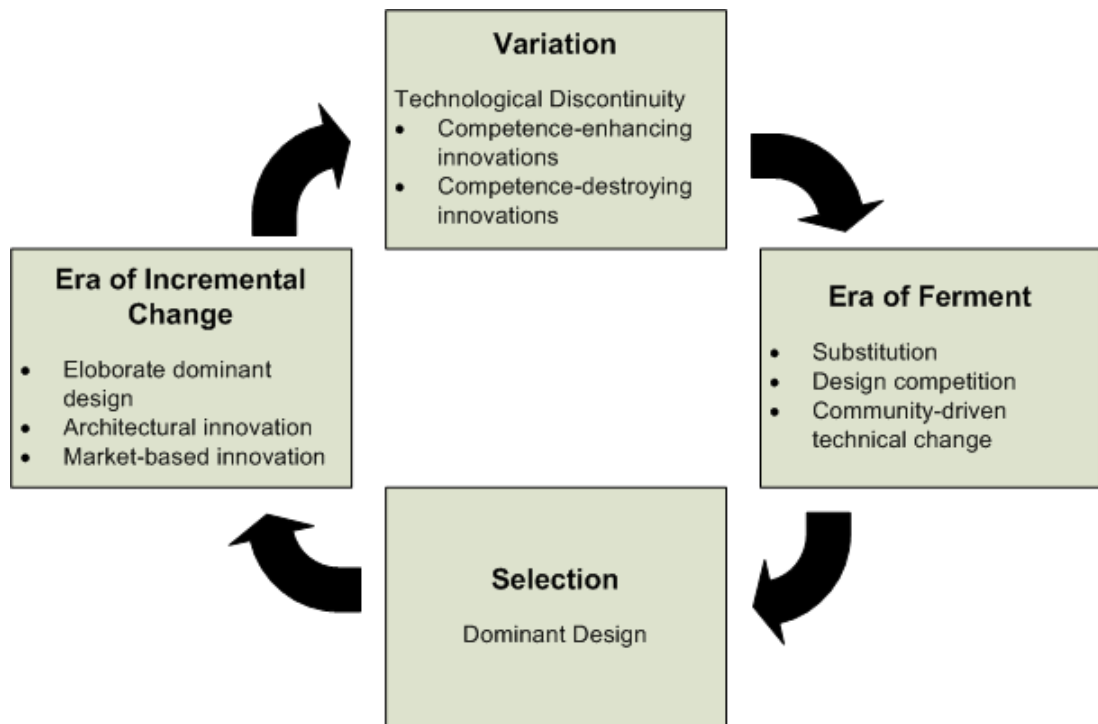 Variation
Technological Discontinuity
• Competence-enhancing
innovations
• Competence-destroying
innovations
Era of Ferment
• Substitution
• Design competition
• Community-driven
technical change
Selection
Dominant Design
Era of Incremental
Change
• Eloborate dominant
design
• Architectural innovation
• Market-based innovation